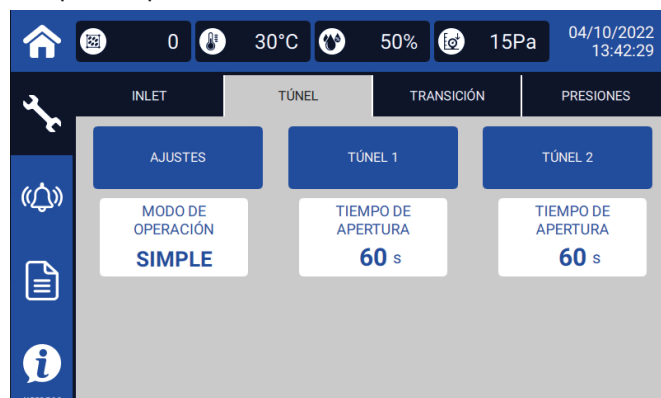 0 30°C 50% 15Pa 04/10/2022
13:42:29
INLET TÚNEL TRANSICIÓN PRESIONES
AJUSTES TÚNEL 1 TÚNEL 2
MODO DE
OPERACIÓN
SIMPLE
TIEMPO DE
APERTURA
60 s
TIEMPO DE
APERTURA
60 s